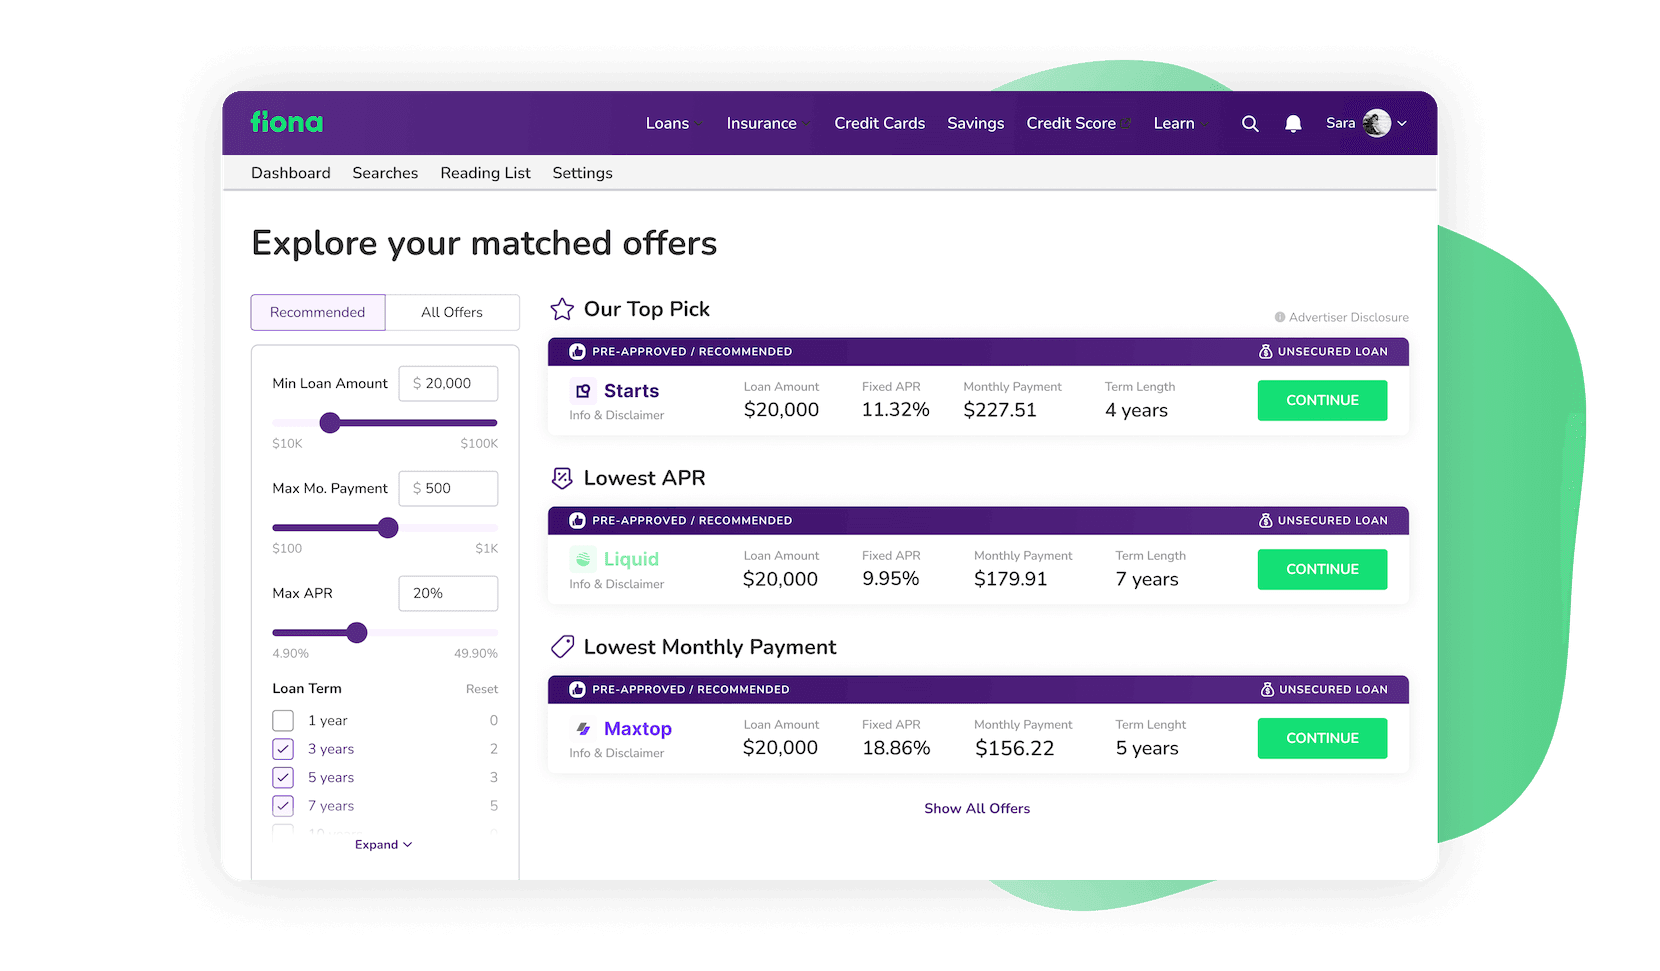 fiona
Loans Insurance Credit Cards Savings Credit Score Learn Sara
Dashboard Searches Reading List Settings
Explore your matched offers
Recommended All Offers
Min Loan Amount $ 20,000
$10K $100K
Max Mo. Payment $ 500
$100 $1K
Max APR 20%
4.90% 49.90%
Loan Term Reset
1 year 0
3 years 2
5 years 3
7 years 5
10 years 0
Expand
Our Top Pick
Advertiser Disclosure
PRE-APPROVED / RECOMMENDED UNSECURED LOAN
Starts
Info & Disclaimer
Loan Amount Fixed APR Monthly Payment Term Length
$20,000 11.32% $227.51 4 years
CONTINUE
Lowest APR
PRE-APPROVED / RECOMMENDED UNSECURED LOAN
Liquid
Info & Disclaimer
Loan Amount Fixed APR Monthly Payment Term Length
$20,000 9.95% $179.91 7 years
CONTINUE
Lowest Monthly Payment
PRE-APPROVED / RECOMMENDED UNSECURED LOAN
Maxtop
Info & Disclaimer
Loan Amount Fixed APR Monthly Payment Term Lenght
$20,000 18.86% $156.22 5 years
CONTINUE
Show All Offers